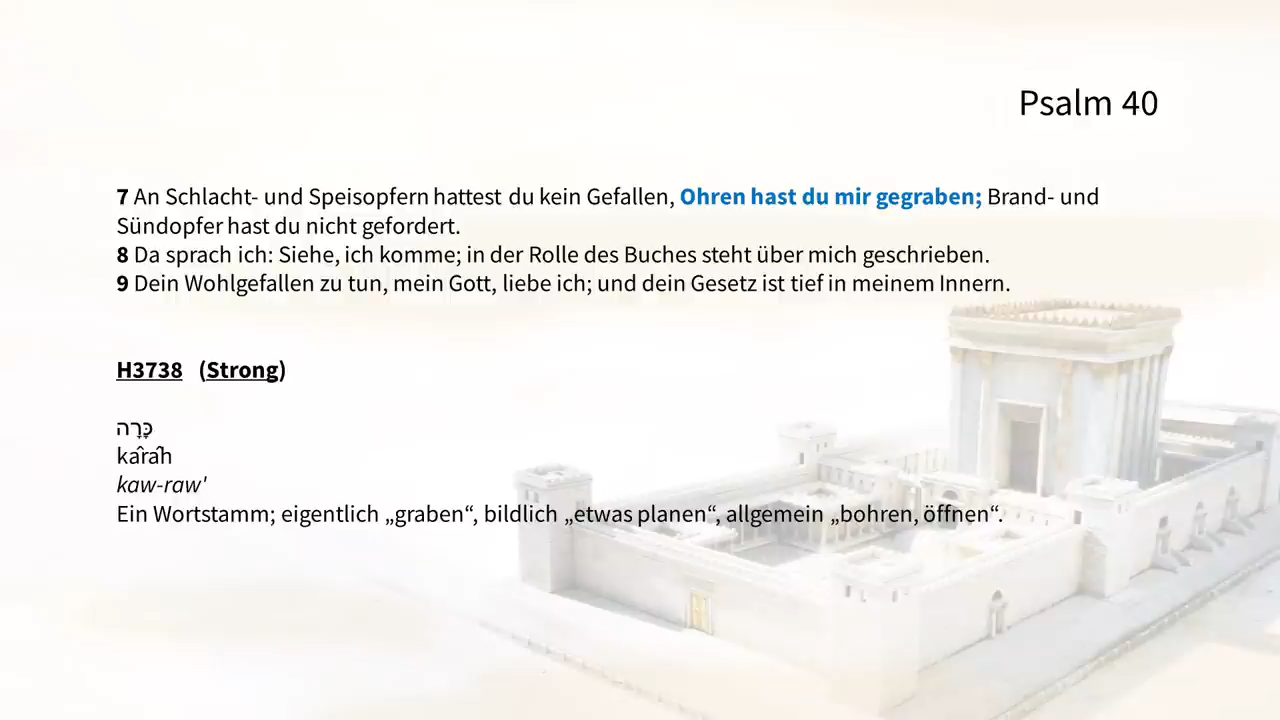 Psalm 40
7 An Schlacht- und Speisopfern hattest du kein Gefallen, Ohren hast du mir gegraben; Brand- und
Sündopfer hast du nicht gefordert.
8 Da sprach ich: Siehe, ich komme; in der Rolle des Buches steht über mich geschrieben.
9 Dein Wohlgefallen zu tun, mein Gott, liebe ich; und dein Gesetz ist tief in meinem Innern.
H3738 (Strong)
כָּרָה
kârâh
kaw-raw'
Ein Wortstamm; eigentlich „graben“, bildlich „etwas planen“, allgemein „bohren, öffnen“.